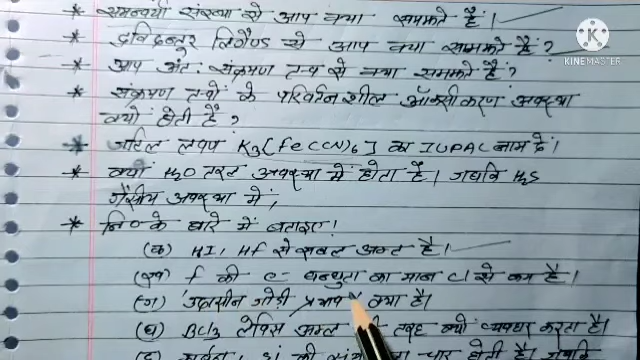 * समन्वयी संख्या से आप क्या समझते हैं।
* द्विदन्तुर लिगैण्ड से आप क्या समझते हैं?
* आप अंत: संक्रमण तत्व से क्या समझते हैं?
* संक्रमण तत्वों के परिवर्तनशील ऑक्सीकरण अवस्था
क्यों होती है?
* जटिल लवण K3[Fe(CN)6] का IUPAC नाम दें।
* क्यों H2O तरल अवस्था में होता है। जबकि H2S
गैसीय अवस्था में,
* निo के बारे में बताइए!
(क) HI, HF से सबल अम्ल है।
(ख) F की e- बन्धुता का मान Cl से कम है।
(ग) प्रभाव क्या है।
(घ) BCl3 लेविस अम्ल की तरह क्यों व्यवहार करता है।
चार होती है। जबकि
KINEMASTER